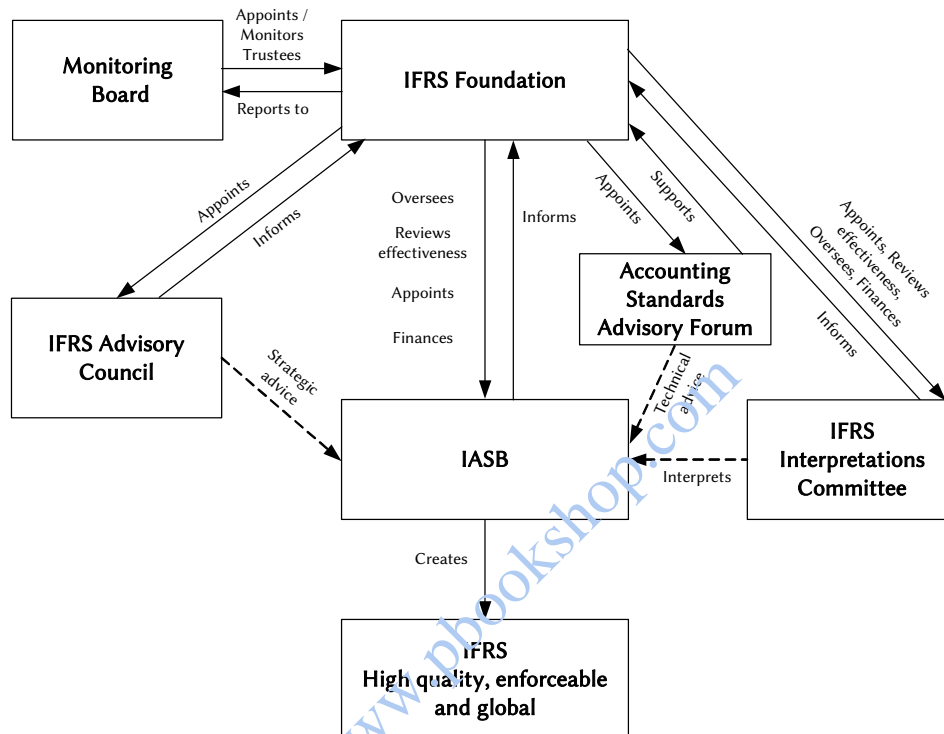 Appoints /
Monitors
Trustees
Monitoring
Board
IFRS Foundation
Reports to
Appoints
Informs
Oversees
Reviews
effectiveness
Appoints
Finances
Informs
Appoints
Supports
Appoints, Reviews
effectiveness,
Oversees, Finances
Informs
Accounting
Standards
Advisory Forum
IFRS Advisory
Council
Strategic
advice
Technical
advice
IASB
Interprets
IFRS
Interpretations
Committee
Creates
IFRS
High quality, enforceable
and global
www.pbookshop.com